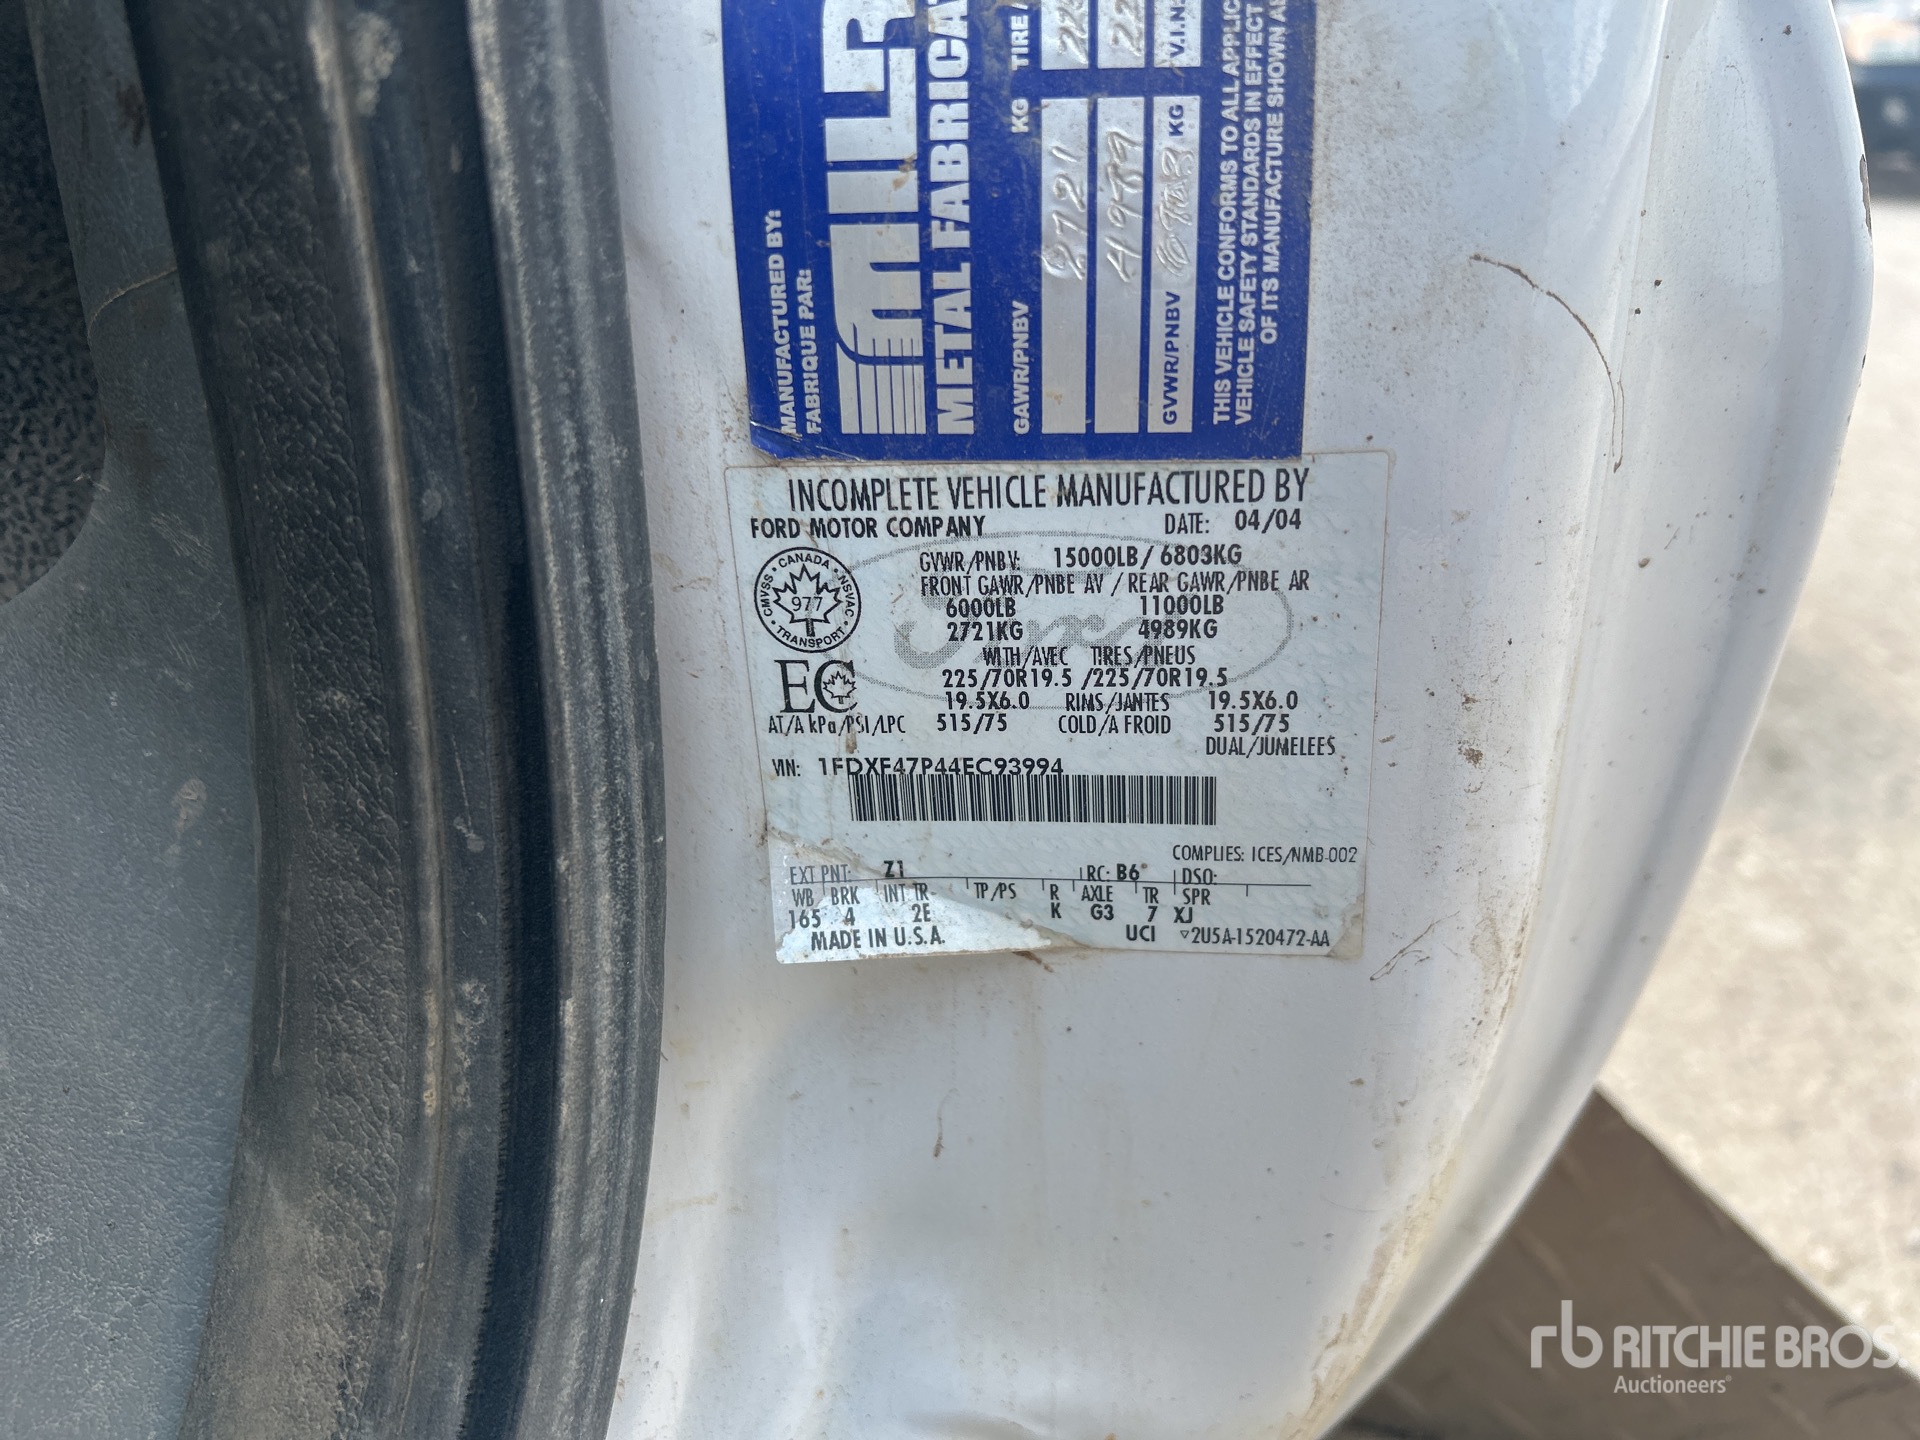 MANUFACTURED BY:
FABRIQUE PAR:
METAL
GAWR/PNBV
KG
TIRE /
2721
4989
GVWR/PNBV
KG
THIS VEHICLE CONFORMS TO ALL
VEHICLE SAFETY STANDARDS IN EFFECT
OF ITS MANUFACTURE SHOWN
INCOMPLETE VEHICLE MANUFACTURED BY
FORD MOTOR COMPANY DATE: 04/04
GVWR/PNBV: 15000LB / 6803KG
FRONT GAWR/PNBE AV / REAR GAWR/PNBE AR
6000LB 11000LB
2721KG 4989KG
WITH/AVEC TIRES/PNEUS
225/70R19.5 /225/70R19.5
19.5X6.0 RIMS/JANTES 19.5X6.0
AT/A kPa/PSI/LPC 515/75 COLD/A FROID 515/75
DUAL/JUMELEES
CANADA
CMVSS • NSVAC
977
TRANSPORT
EC
Ford
VIN: 1FDXF47P44EC93994
COMPLIES: ICES/NMB-002
EXT PNT: Z1 RC: B6 DSO:
WB BRK INT TR TP/PS R AXLE TR SPR
165 4 2E K G3 7 XJ
MADE IN U.S.A. UCI ▿2U5A-1520472-AA
rb RITCHIE BROS.
Auctioneers